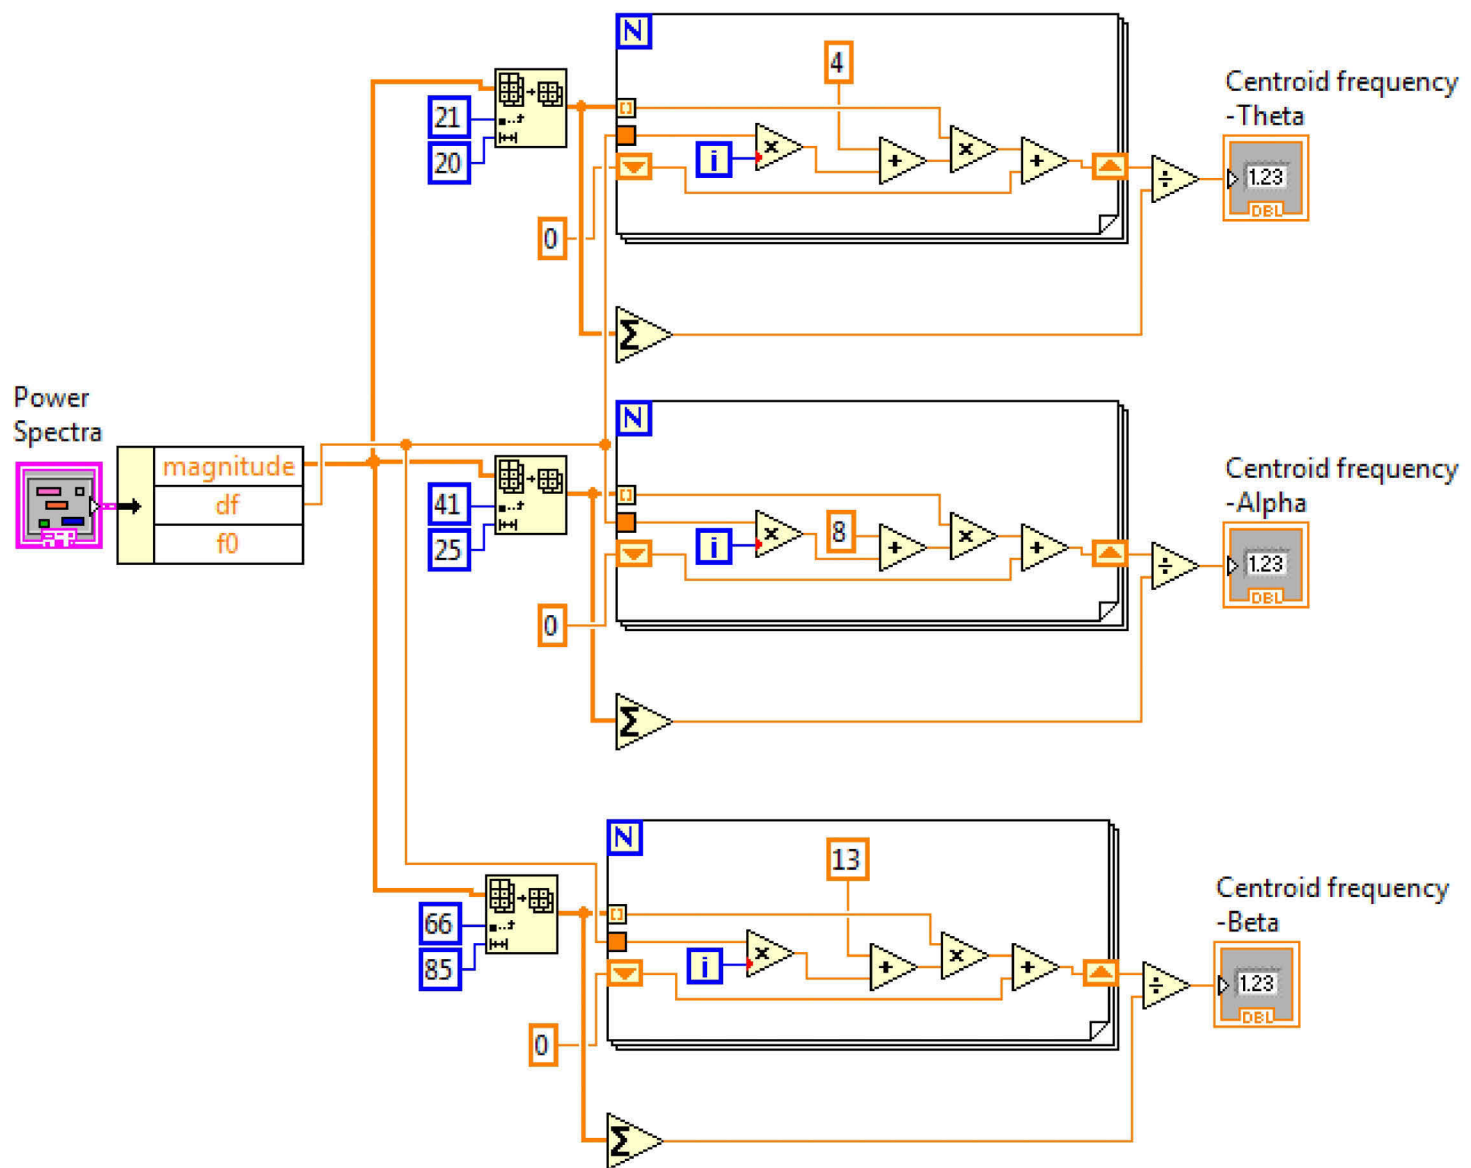 N
4
Centroid frequency
-Theta
21
20
i
x
+
x
+
÷
1.23
DBL
0
Σ
Power
Spectra
magnitude
df
f0
N
Centroid frequency
-Alpha
41
25
i
x
8
+
x
+
÷
1.23
DBL
0
Σ
N
13
Centroid frequency
-Beta
66
85
i
x
+
x
+
÷
1.23
DBL
0
Σ